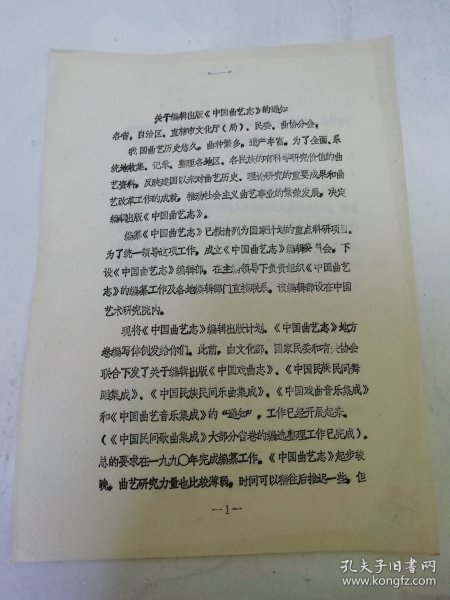 关于编辑出版《中国曲艺志》的通知
各省，自治区，直辖市文化厅（局）、民委、曲协分会：
我国曲艺历史悠久，曲种繁多，遗产丰富。为了全面、系
统地收集、记录、整理各地区、各民族的有科学研究价值的曲
艺资料，反映建国以来对曲艺历史、理论研究的重要成果和曲
艺改革工作的成就，推动社会主义曲艺事业的繁荣发展，决定
编辑出版《中国曲艺志》。
编纂《中国曲艺志》已报请列为国家计划的重点科研项目。
为了统一领导这项工作，成立《中国曲艺志》编辑委员会。下
设《中国曲艺志》编辑部，在主编领导下负责组织《中国曲艺
志》的编纂工作及各地编辑部门直接联系。该编辑部设在中国
艺术研究院内。
现将《中国曲艺志》编辑出版计划、《中国曲艺志》地方
卷编写体例发给你们。此前，由文化部、国家民委和有关协会
联合下发了关于编辑出版《中国戏曲志》、《中国民族民间舞
蹈集成》、《中国民族民间乐曲集成》、《中国戏曲音乐集成》
和《中国曲艺音乐集成》的“通知”，工作已经开展起来。
（《中国民间歌曲集成》大部分省卷的编选整理工作已完成）。
总的要求在一九九〇年完成编纂工作。《中国曲艺志》起步较
晚，曲艺研究力量也比较薄弱，时间可以稍往后推迟一些，但
--1--
孔夫子旧书网
www.kongfz.com